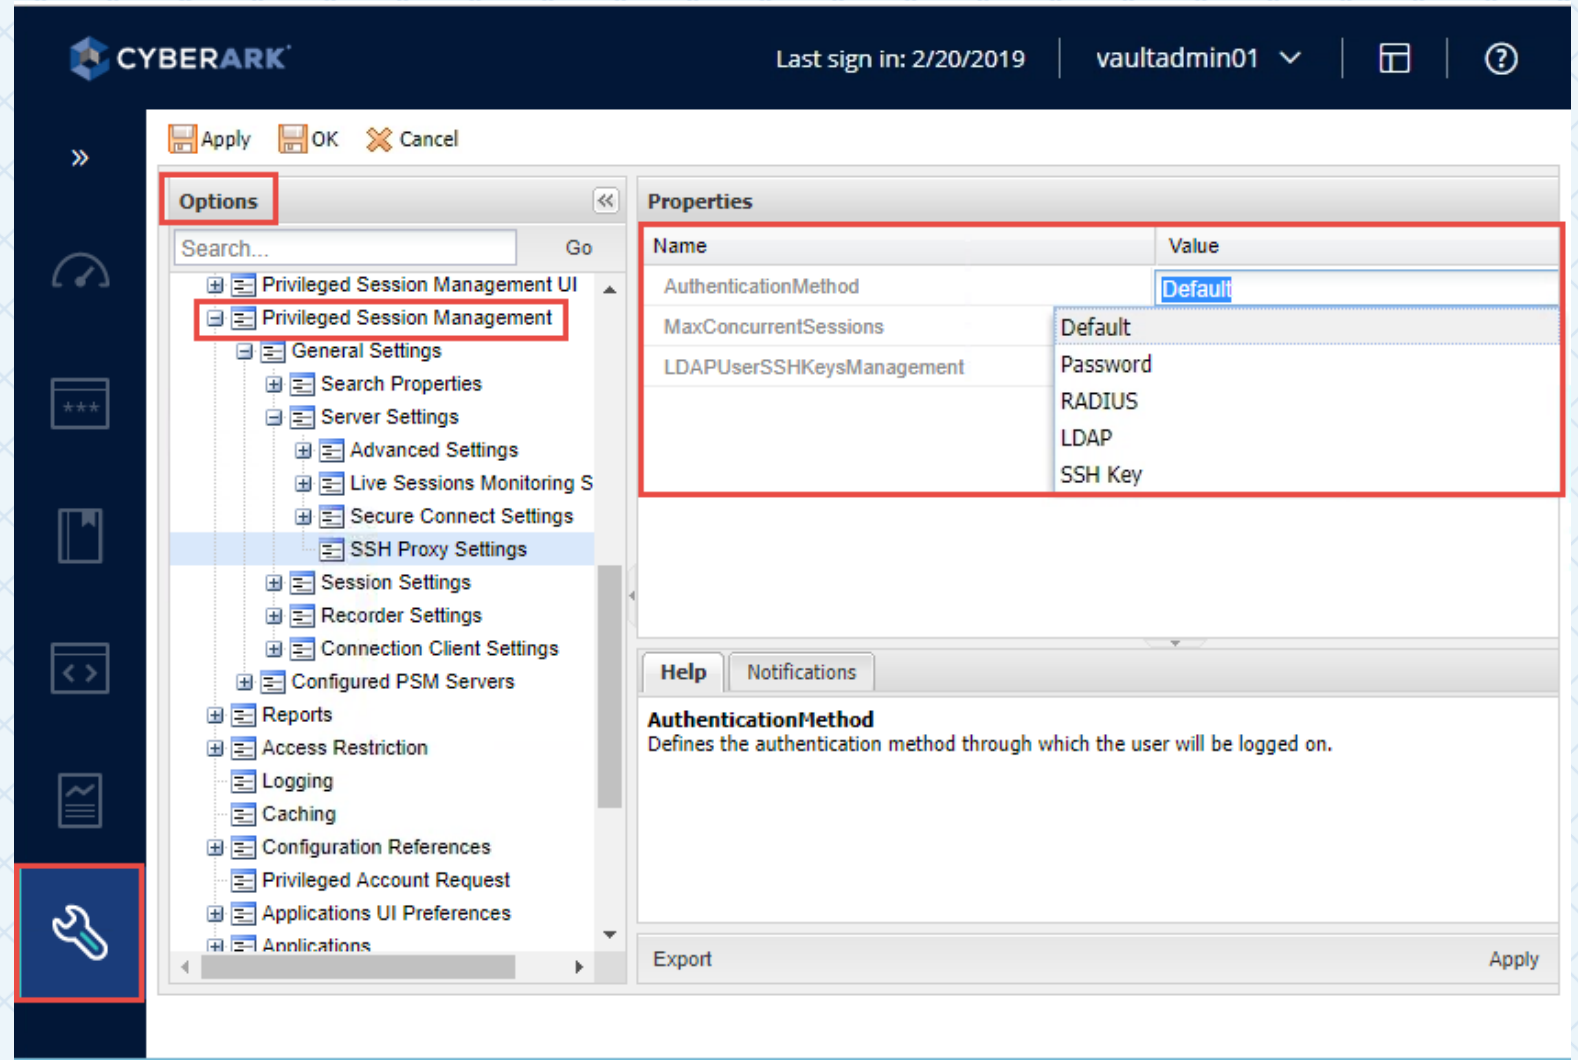 CYBERARK
Last sign in: 2/20/2019
vaultadmin01
Apply
OK
Cancel
Options
Search...
Go
Privileged Session Management UI
Privileged Session Management
General Settings
Search Properties
Server Settings
Advanced Settings
Live Sessions Monitoring S
Secure Connect Settings
SSH Proxy Settings
Session Settings
Recorder Settings
Connection Client Settings
Configured PSM Servers
Reports
Access Restriction
Logging
Caching
Configuration References
Privileged Account Request
Applications UI Preferences
Applications
Properties
Name Value
AuthenticationMethod Default
MaxConcurrentSessions
LDAPUserSSHKeysManagement
Default
Password
RADIUS
LDAP
SSH Key
Help
Notifications
AuthenticationMethod
Defines the authentication method through which the user will be logged on.
Export
Apply